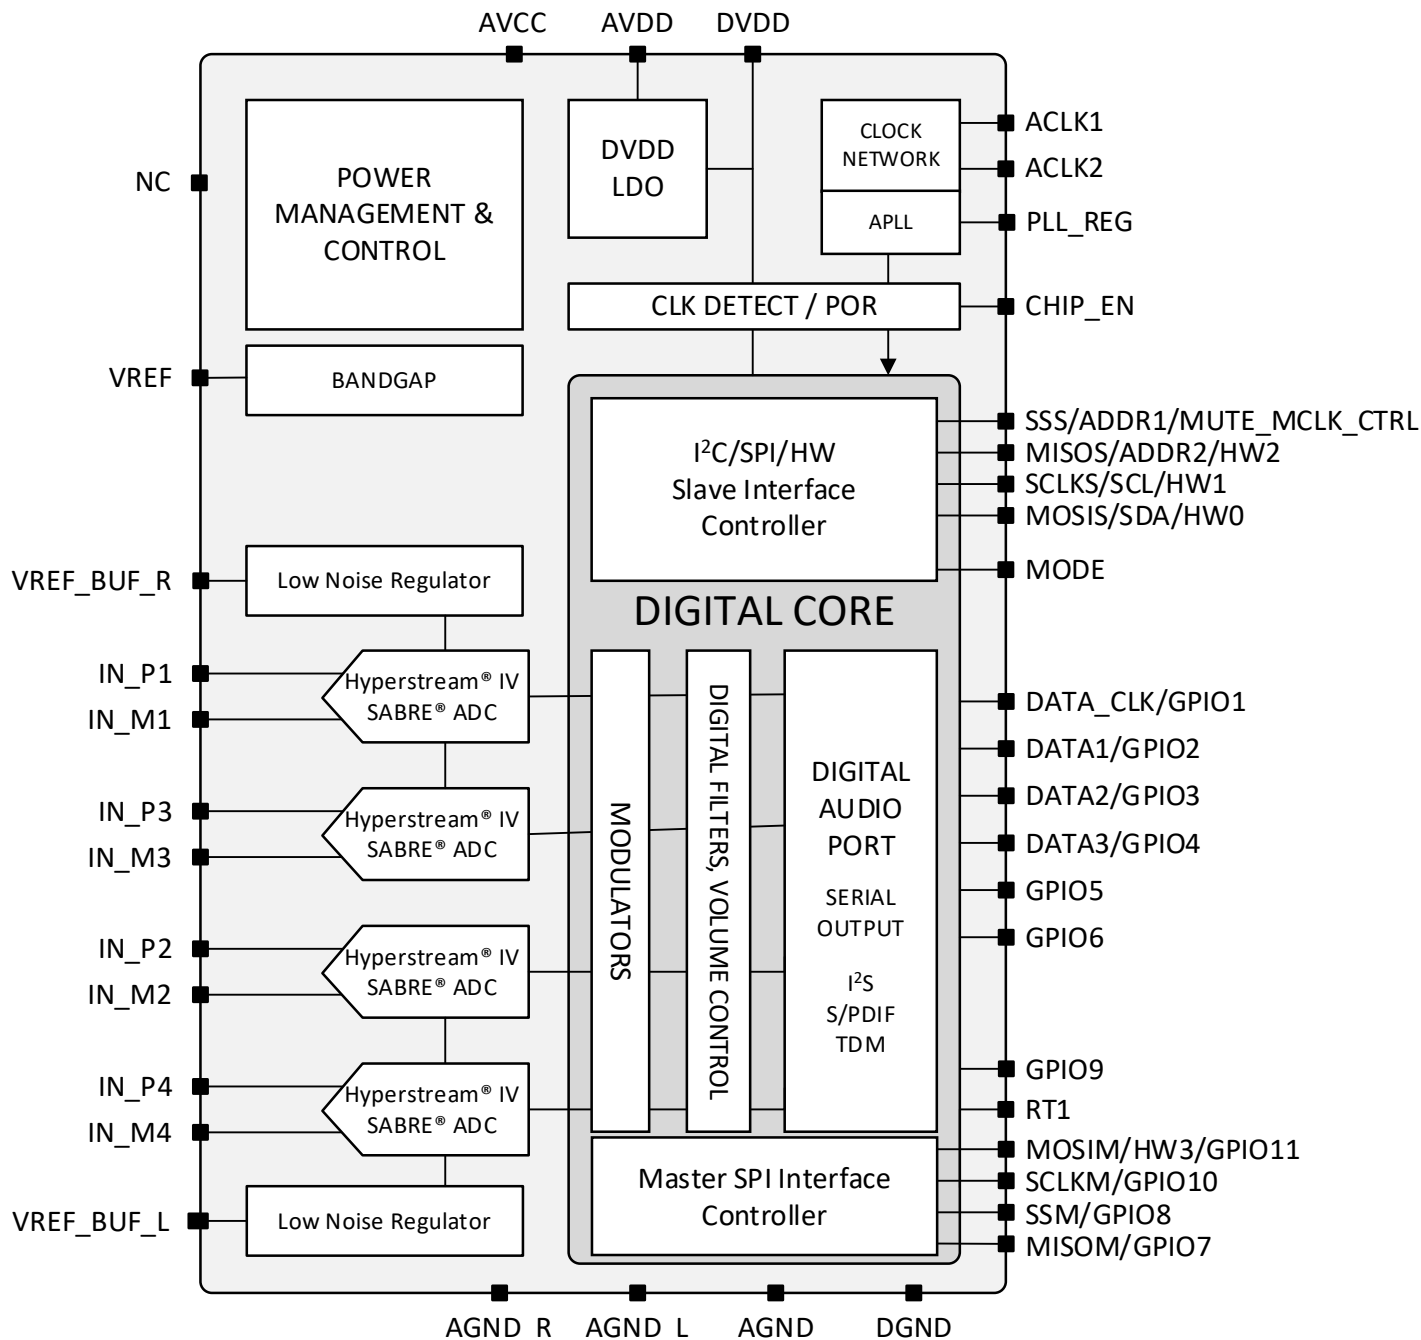 AVCC
AVDD
DVDD
POWER
MANAGEMENT &
CONTROL
DVDD
LDO
CLOCK
NETWORK
APLL
ACLK1
ACLK2
PLL_REG
NC
CLK DETECT / POR
CHIP_EN
VREF
BANDGAP
I²C/SPI/HW
Slave Interface
Controller
SSS/ADDR1/MUTE_MCLK_CTRL
MISOS/ADDR2/HW2
SCLKS/SCL/HW1
MOSIS/SDA/HW0
MODE
VREF_BUF_R
Low Noise Regulator
DIGITAL CORE
IN_P1
IN_M1
Hyperstream® IV
SABRE® ADC
IN_P3
IN_M3
Hyperstream® IV
SABRE® ADC
IN_P2
IN_M2
Hyperstream® IV
SABRE® ADC
IN_P4
IN_M4
Hyperstream® IV
SABRE® ADC
MODULATORS
DIGITAL FILTERS, VOLUME CONTROL
DIGITAL
AUDIO
PORT
SERIAL
OUTPUT
I²S
S/PDIF
TDM
DATA_CLK/GPIO1
DATA1/GPIO2
DATA2/GPIO3
DATA3/GPIO4
GPIO5
GPIO6
GPIO9
RT1
VREF_BUF_L
Low Noise Regulator
Master SPI Interface
Controller
MOSIM/HW3/GPIO11
SCLKM/GPIO10
SSM/GPIO8
MISOM/GPIO7
AGND_R
AGND_L
AGND
DGND